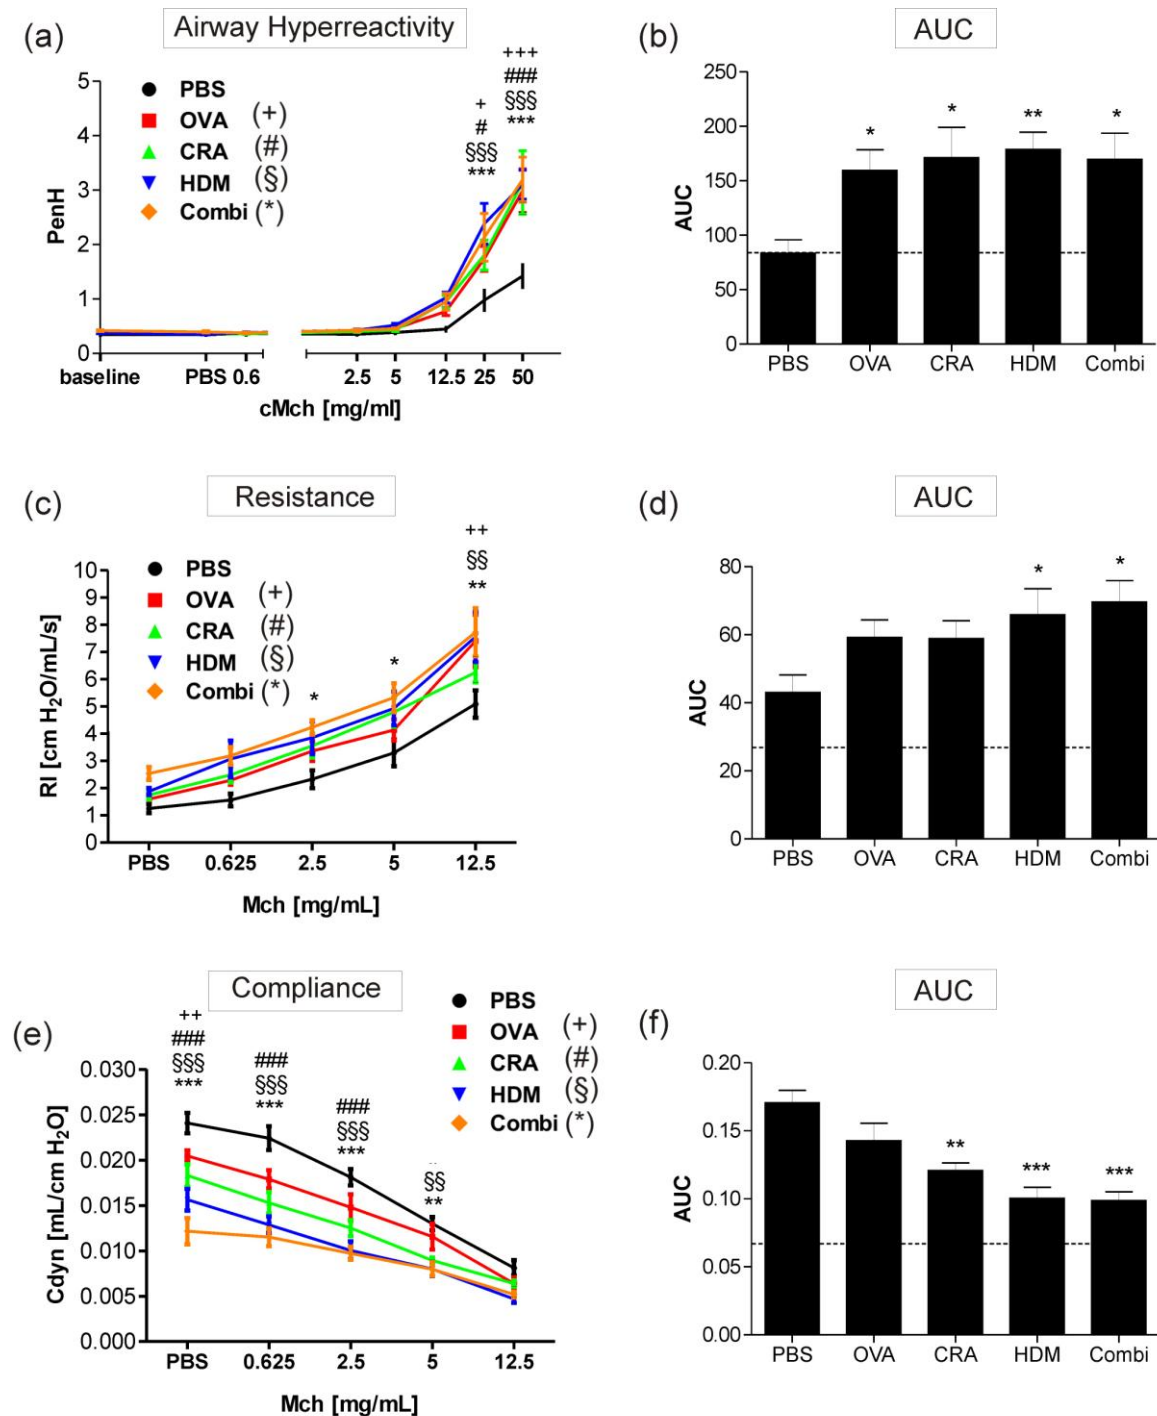 (a)
Airway Hyperreactivity
+++
###
§§§
***
+
#
§§§
***
PBS
OVA (+)
CRA (#)
HDM (§)
Combi (*)
5
4
3
2
1
0
PenH
baseline
PBS 0.6
2.5
5
12.5
25
50
cMch [mg/ml]
(b)
AUC
250
200
150
100
50
0
AUC
*
*
**
*
PBS
OVA
CRA
HDM
Combi
(c)
Resistance
++
§§
**
*
*
PBS
OVA (+)
CRA (#)
HDM (§)
Combi (*)
10
9
8
7
6
5
4
3
2
1
0
RI [cm H₂O/mL/s]
PBS
0.625
2.5
5
12.5
Mch [mg/mL]
(d)
AUC
80
60
40
20
0
AUC
*
*
PBS
OVA
CRA
HDM
Combi
(e)
Compliance
++
###
§§§
***
###
§§§
***
###
§§§
***
§§
**
PBS
OVA (+)
CRA (#)
HDM (§)
Combi (*)
0.030
0.025
0.020
0.015
0.010
0.005
0.000
Cdyn [mL/cm H₂O]
PBS
0.625
2.5
5
12.5
Mch [mg/mL]
(f)
AUC
0.20
0.15
0.10
0.05
0.00
AUC
**
***
***
PBS
OVA
CRA
HDM
Combi